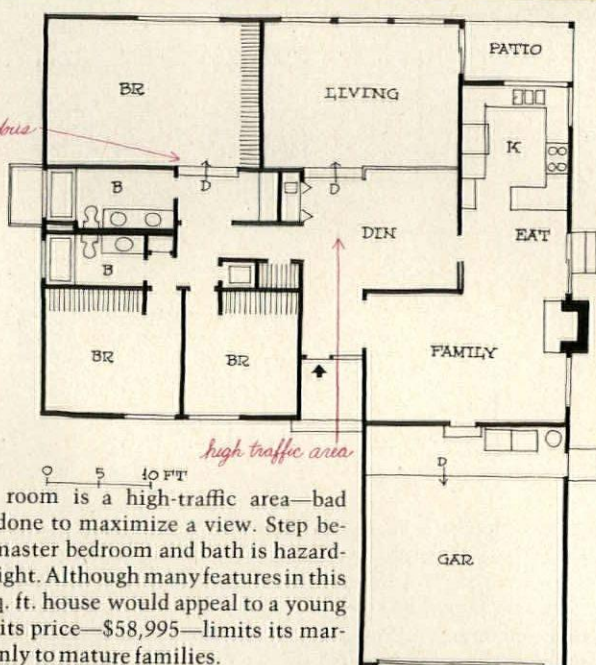 PATIO
BR
LIVING
K
B
D
D
DIN
EAT
B
BR
BR
FAMILY
high traffic area
0 5 10 FT
D
GAR
room is a high-traffic area—bad
done to maximize a view. Step be-
master bedroom and bath is hazard-
ight. Although many features in this
q. ft. house would appeal to a young
its price—$58,995—limits its mar-
nly to mature families.